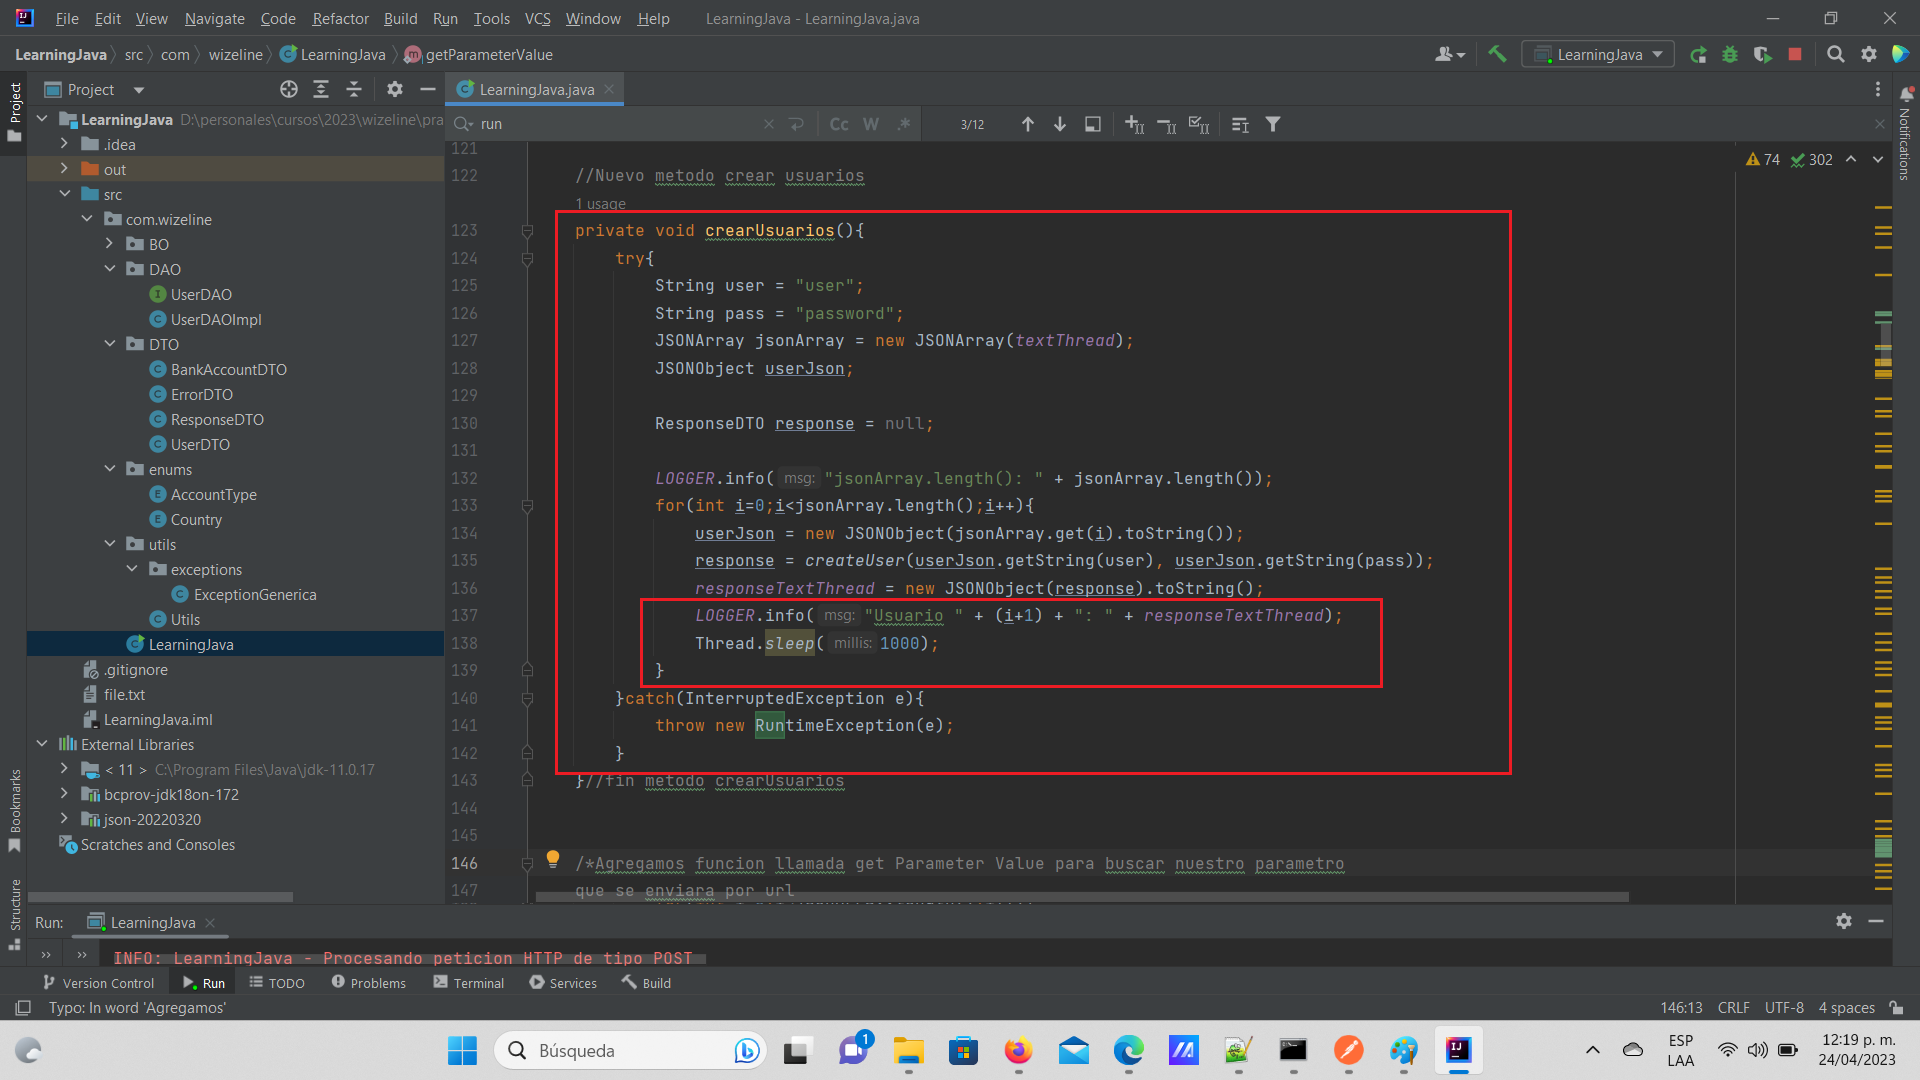 File Edit View Navigate Code Refactor Build Run Tools VCS Window Help LearningJava - LearningJava.java
LearningJava src com wizeline LearningJava getParameterValue
LearningJava
Project
LearningJava.java
run
Cc W .*
3/12
Project
LearningJava D:\personales\cursos\2023\wizeline\pra
.idea
out
src
com.wizeline
BO
DAO
UserDAO
UserDAOImpl
DTO
BankAccountDTO
ErrorDTO
ResponseDTO
UserDTO
enums
AccountType
Country
utils
exceptions
ExceptionGenerica
Utils
LearningJava
.gitignore
file.txt
LearningJava.iml
External Libraries
< 11 > C:\Program Files\Java\jdk-11.0.17
bcprov-jdk18on-172
json-20220320
Scratches and Consoles
Bookmarks
Structure
Notifications
74 302
121
122 //Nuevo metodo crear usuarios
1 usage
123 private void crearUsuarios(){
124 try{
125 String user = "user";
126 String pass = "password";
127 JSONArray jsonArray = new JSONArray(textThread);
128 JSONObject userJson;
129
130 ResponseDTO response = null;
131
132 LOGGER.info( msg: "jsonArray.length(): " + jsonArray.length());
133 for(int i=0;i<jsonArray.length();i++){
134 userJson = new JSONObject(jsonArray.get(i).toString());
135 response = createUser(userJson.getString(user), userJson.getString(pass));
136 responseTextThread = new JSONObject(response).toString();
137 LOGGER.info( msg: "Usuario " + (i+1) + ": " + responseTextThread);
138 Thread.sleep( millis: 1000);
139 }
140 }catch(InterruptedException e){
141 throw new RuntimeException(e);
142 }
143 }//fin metodo crearUsuarios
144
145
146 /*Agregamos funcion llamada get Parameter Value para buscar nuestro parametro
147 que se enviara por url
Run: LearningJava
INFO: LearningJava - Procesando peticion HTTP de tipo POST
Version Control Run TODO Problems Terminal Services Build
Typo: In word 'Agregamos' 146:13 CRLF UTF-8 4 spaces
Búsqueda
1
ESP
LAA
12:19 p. m.
24/04/2023